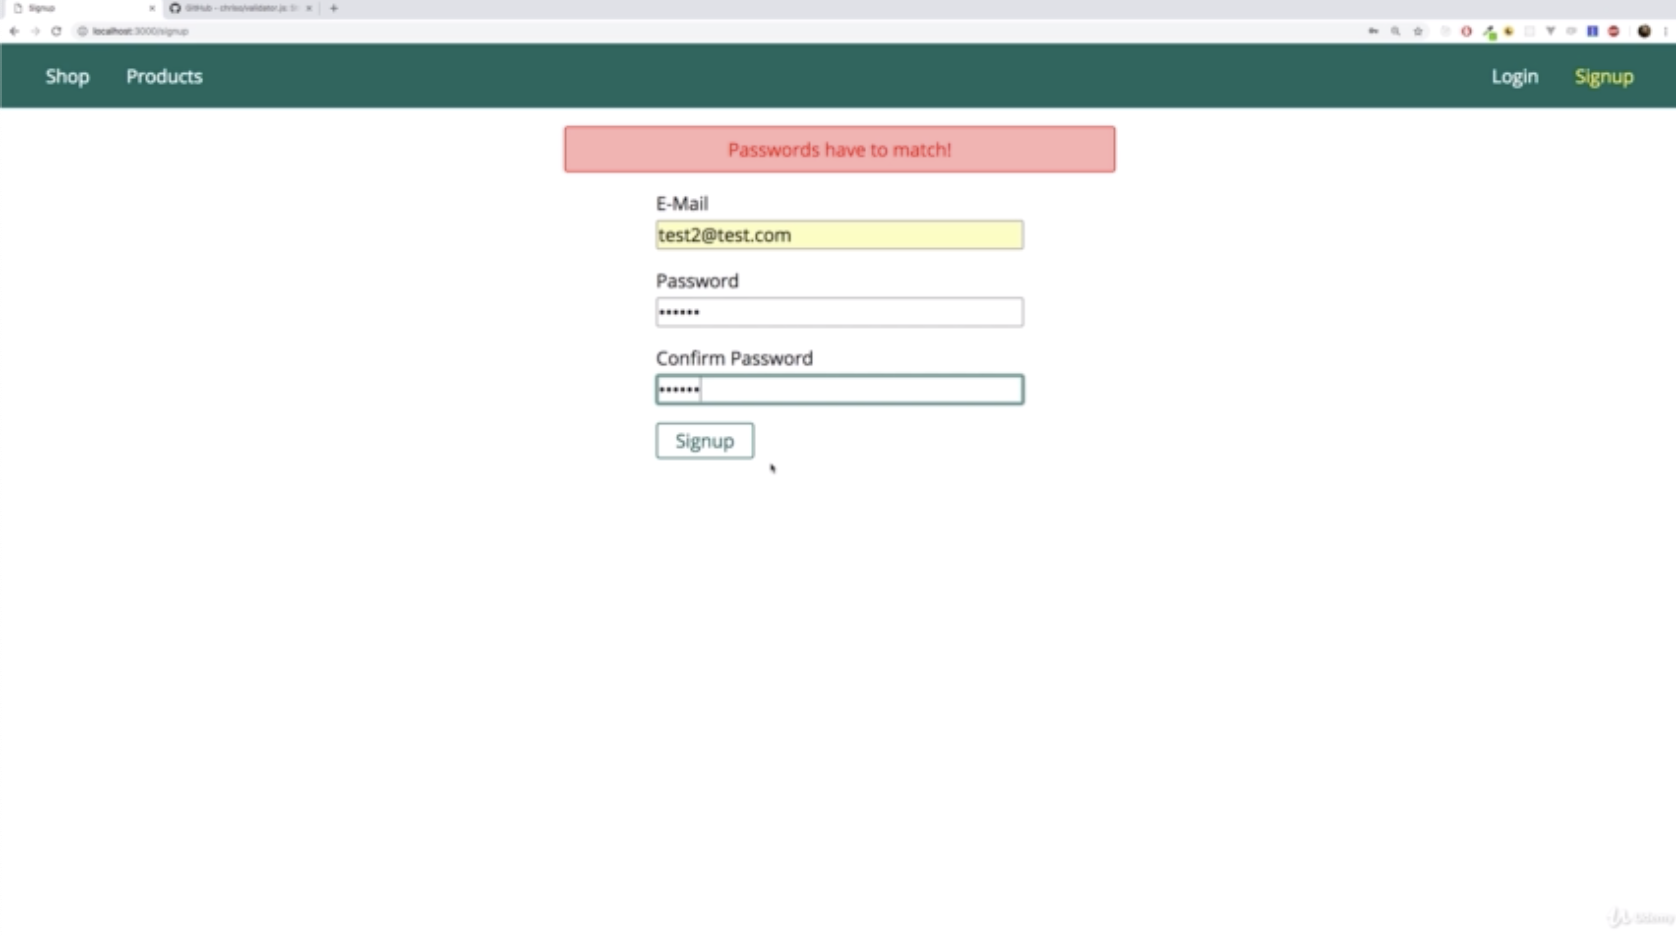 Signup
GitHub - chriso/validator.js: St
localhost:3000/signup
Shop Products Login Signup
Passwords have to match!
E-Mail
test2@test.com
Password
••••••
Confirm Password
••••••
Signup
Udemy